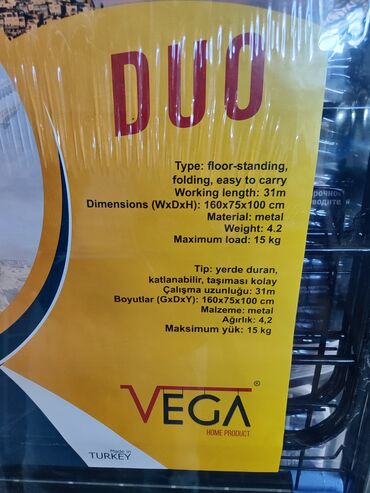 DUO
Type: floor-standing,
folding, easy to carry
Working length: 31m
Dimensions (WxDxH): 160x75x100 cm
Material: metal
Weight: 4.2
Maximum load: 15 kg
Tip: yerde duran,
katlanabilir, taşıması kolay
Çalışma uzunluğu: 31m
Boyutlar (GxDxY): 160x75x100 cm
Malzeme: metal
Ağırlık: 4,2
Maksimum yük: 15 kg
VEGA®
HOME PRODUCT
Made in
TURKEY